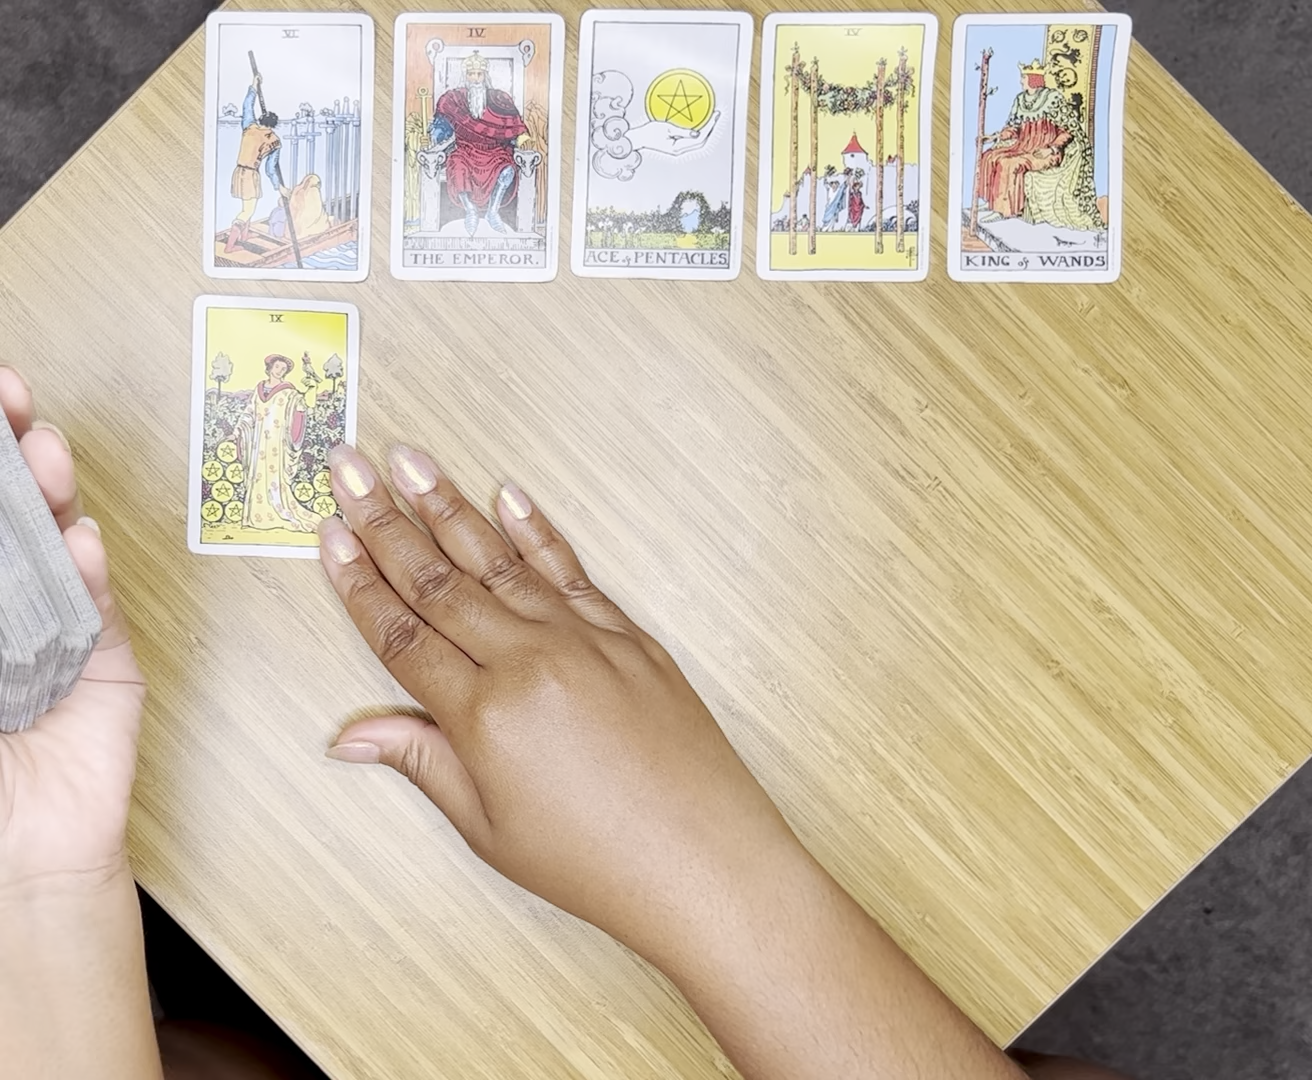 VI
IV
THE EMPEROR.
ACE of PENTACLES
IV
KING of WANDS
IX